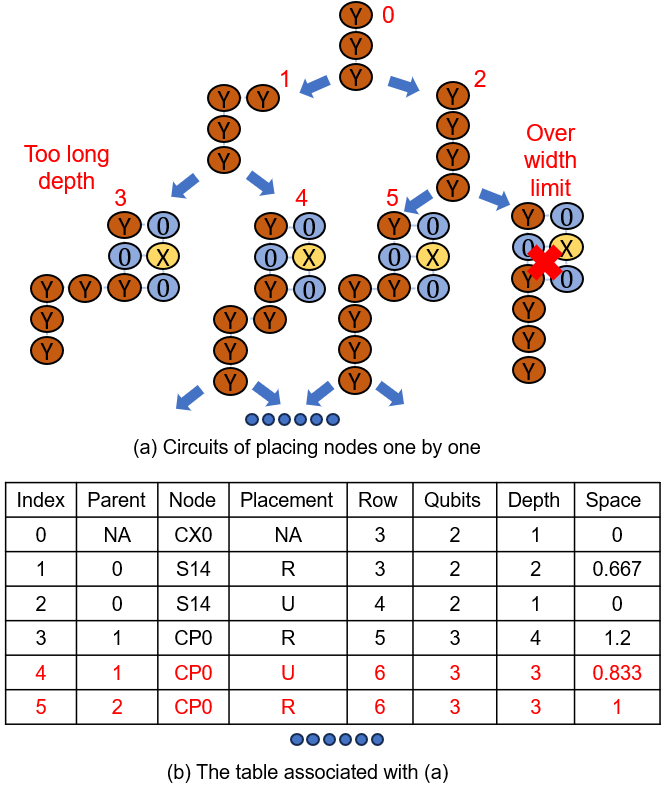 Y 0
Y
Y
1
2
Y Y
Y
Y
Y
Y
Y
Y
Too long
depth
Over
width
limit
3
4
5
Y 0
0 X
Y Y Y 0
Y
Y
Y 0
0 X
Y 0
Y Y
Y
Y
Y 0
0 X
Y Y 0
Y
Y
Y
Y 0
0 X
Y 0
Y
Y
Y
(a) Circuits of placing nodes one by one
Index Parent Node Placement Row Qubits Depth Space
0 NA CX0 NA 3 2 1 0
1 0 S14 R 3 2 2 0.667
2 0 S14 U 4 2 1 0
3 1 CP0 R 5 3 4 1.2
4 1 CP0 U 6 3 3 0.833
5 2 CP0 R 6 3 3 1
(b) The table associated with (a)